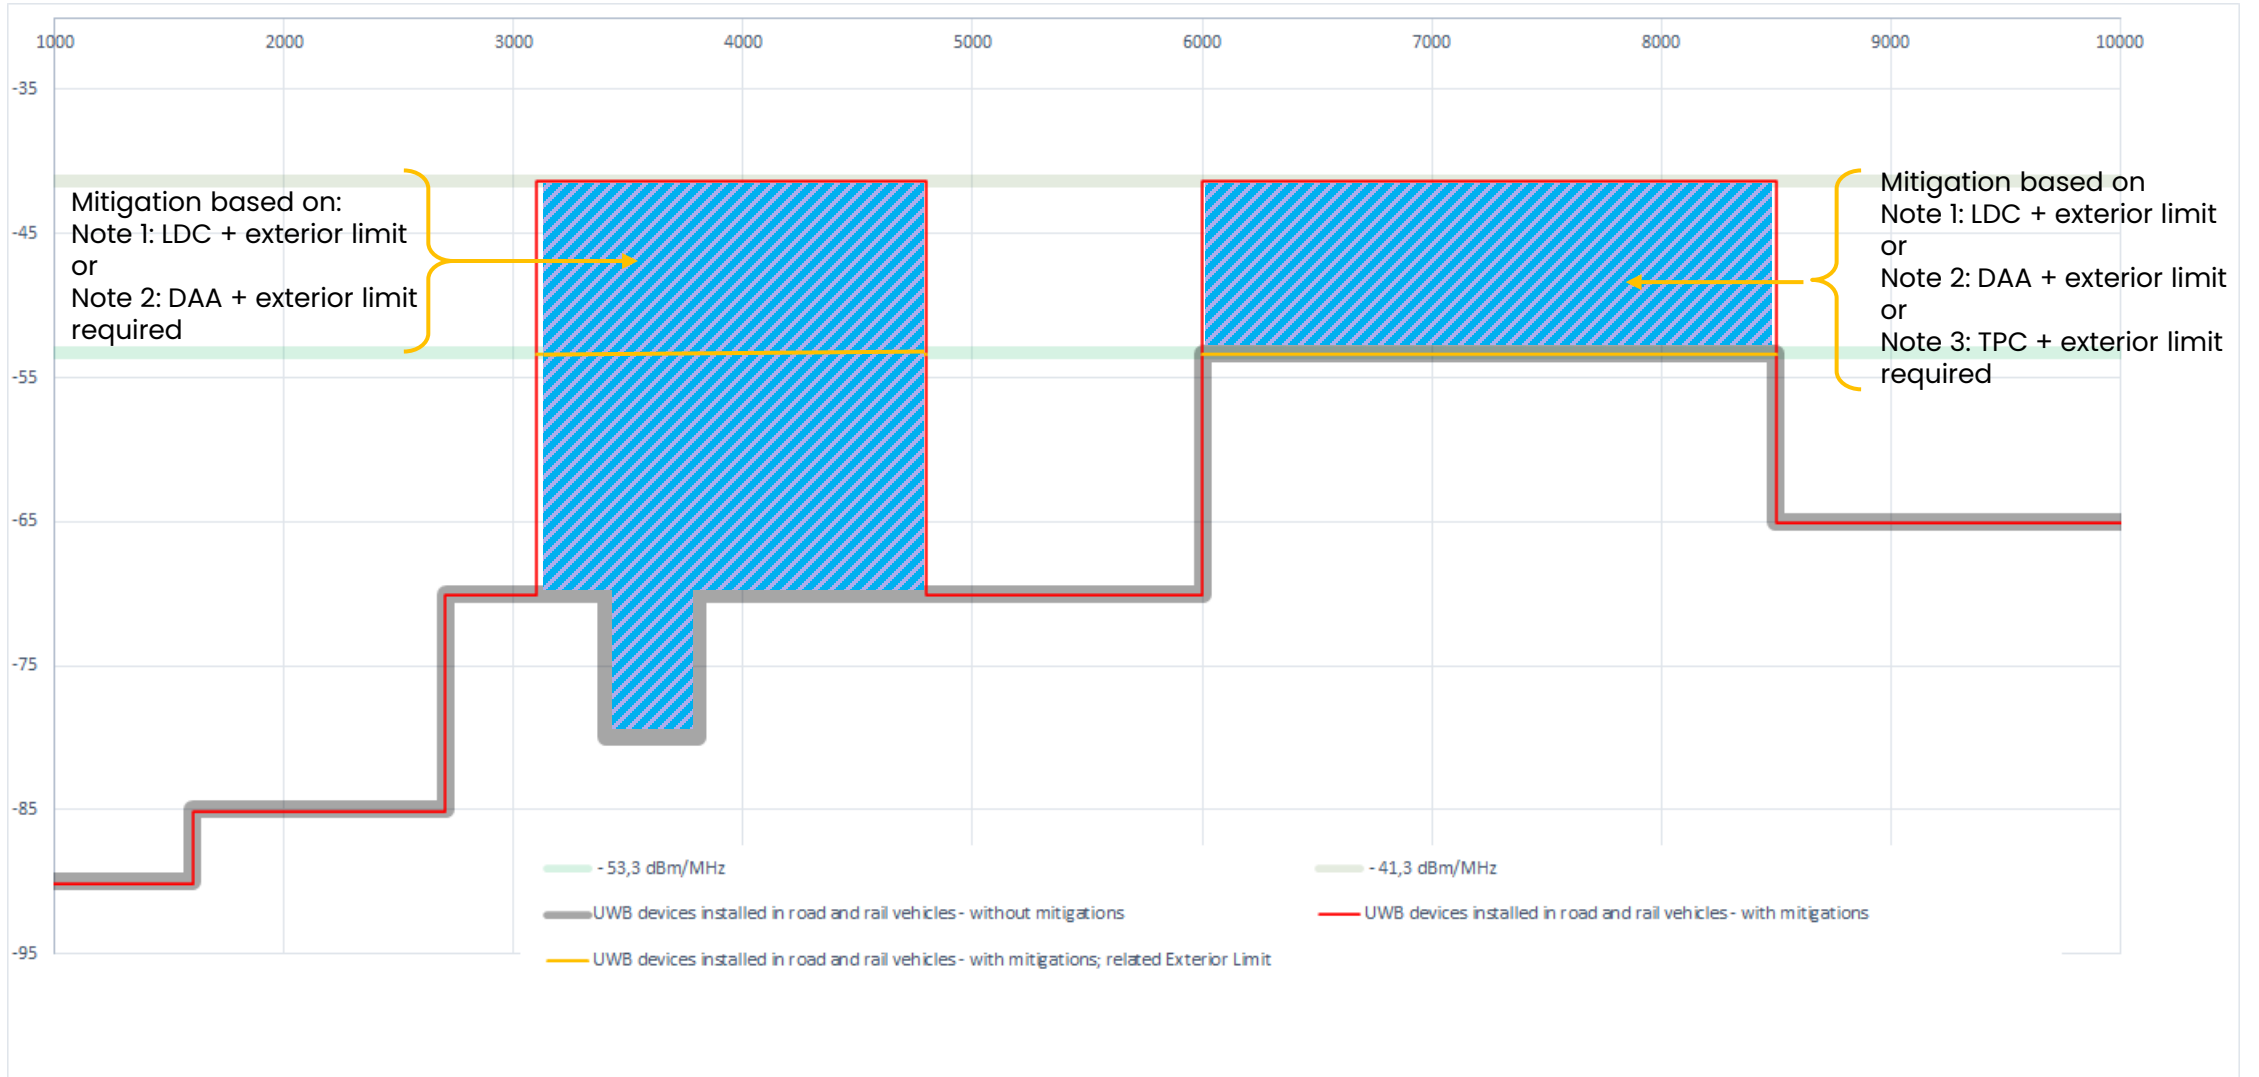 1000 2000 3000 4000 5000 6000 7000 8000 9000 10000
-35
-45
-55
-65
-75
-85
-95
Mitigation based on:
Note 1: LDC + exterior limit
or
Note 2: DAA + exterior limit
required
Mitigation based on
Note 1: LDC + exterior limit
or
Note 2: DAA + exterior limit
or
Note 3: TPC + exterior limit
required
- 53,3 dBm/MHz
- 41,3 dBm/MHz
UWB devices installed in road and rail vehicles - without mitigations
UWB devices installed in road and rail vehicles - with mitigations
UWB devices installed in road and rail vehicles - with mitigations; related Exterior Limit